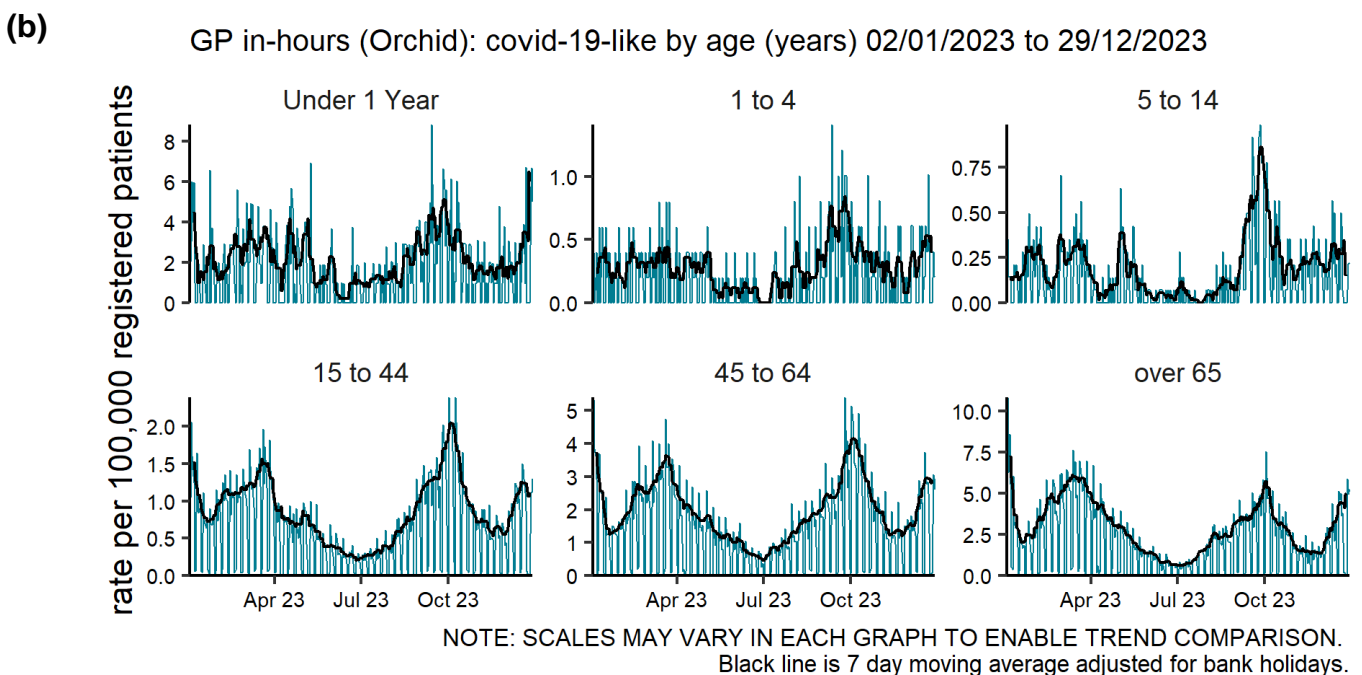 (b)
GP in-hours (Orchid): covid-19-like by age (years) 02/01/2023 to 29/12/2023
rate per 100,000 registered patients
Under 1 Year
8
6
4
2
0
1 to 4
1.0
0.5
0.0
5 to 14
0.75
0.50
0.25
0.00
15 to 44
2.0
1.5
1.0
0.5
0.0
Apr 23 Jul 23 Oct 23
45 to 64
5
4
3
2
1
0
Apr 23 Jul 23 Oct 23
over 65
10.0
7.5
5.0
2.5
0.0
Apr 23 Jul 23 Oct 23
NOTE: SCALES MAY VARY IN EACH GRAPH TO ENABLE TREND COMPARISON.
Black line is 7 day moving average adjusted for bank holidays.